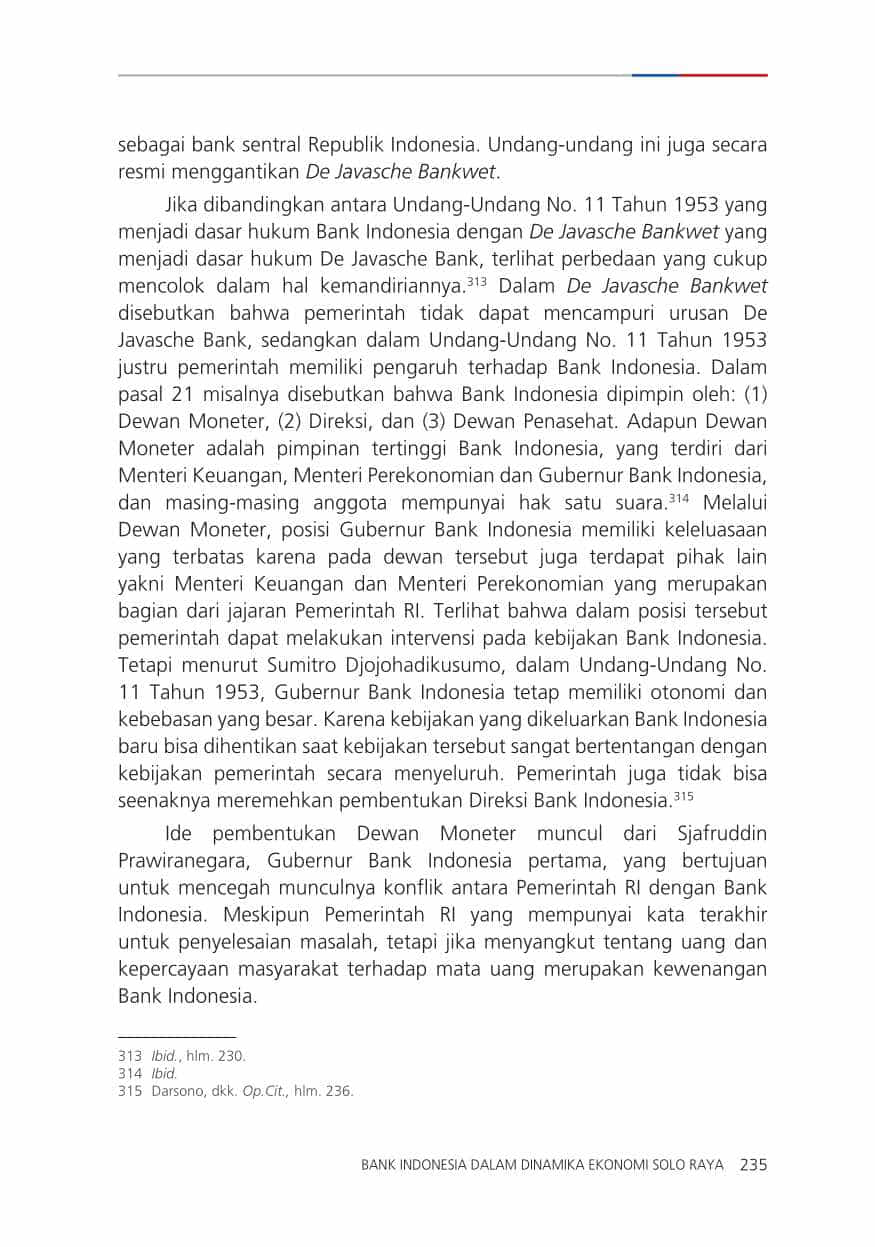 sebagai bank sentral Republik Indonesia. Undang-undang ini juga secara
resmi menggantikan De Javasche Bankwet.
Jika dibandingkan antara Undang-Undang No. 11 Tahun 1953 yang
menjadi dasar hukum Bank Indonesia dengan De Javasche Bankwet yang
menjadi dasar hukum De Javasche Bank, terlihat perbedaan yang cukup
mencolok dalam hal kemandiriannya.³¹³ Dalam De Javasche Bankwet
disebutkan bahwa pemerintah tidak dapat mencampuri urusan De
Javasche Bank, sedangkan dalam Undang-Undang No. 11 Tahun 1953
justru pemerintah memiliki pengaruh terhadap Bank Indonesia. Dalam
pasal 21 misalnya disebutkan bahwa Bank Indonesia dipimpin oleh: (1)
Dewan Moneter, (2) Direksi, dan (3) Dewan Penasehat. Adapun Dewan
Moneter adalah pimpinan tertinggi Bank Indonesia, yang terdiri dari
Menteri Keuangan, Menteri Perekonomian dan Gubernur Bank Indonesia,
dan masing-masing anggota mempunyai hak satu suara.³¹⁴ Melalui
Dewan Moneter, posisi Gubernur Bank Indonesia memiliki keleluasaan
yang terbatas karena pada dewan tersebut juga terdapat pihak lain
yakni Menteri Keuangan dan Menteri Perekonomian yang merupakan
bagian dari jajaran Pemerintah RI. Terlihat bahwa dalam posisi tersebut
pemerintah dapat melakukan intervensi pada kebijakan Bank Indonesia.
Tetapi menurut Sumitro Djojohadikusumo, dalam Undang-Undang No.
11 Tahun 1953, Gubernur Bank Indonesia tetap memiliki otonomi dan
kebebasan yang besar. Karena kebijakan yang dikeluarkan Bank Indonesia
baru bisa dihentikan saat kebijakan tersebut sangat bertentangan dengan
kebijakan pemerintah secara menyeluruh. Pemerintah juga tidak bisa
seenaknya meremehkan pembentukan Direksi Bank Indonesia.³¹⁵
Ide pembentukan Dewan Moneter muncul dari Sjafruddin
Prawiranegara, Gubernur Bank Indonesia pertama, yang bertujuan
untuk mencegah munculnya konflik antara Pemerintah RI dengan Bank
Indonesia. Meskipun Pemerintah RI yang mempunyai kata terakhir
untuk penyelesaian masalah, tetapi jika menyangkut tentang uang dan
kepercayaan masyarakat terhadap mata uang merupakan kewenangan
Bank Indonesia.
313 Ibid., hlm. 230.
314 Ibid.
315 Darsono, dkk. Op.Cit., hlm. 236.
BANK INDONESIA DALAM DINAMIKA EKONOMI SOLO RAYA 235